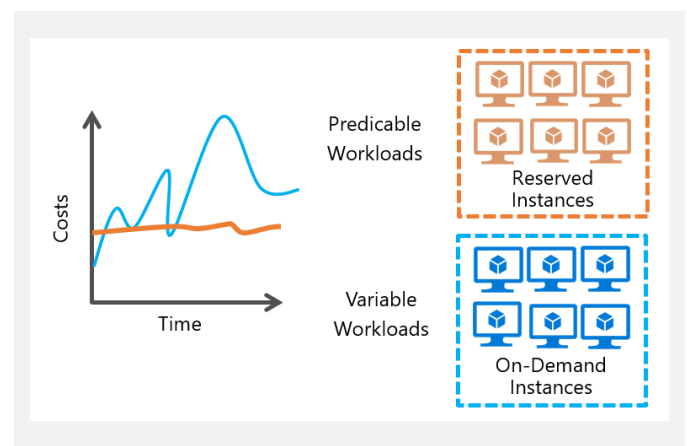 Costs
Time
Predicable
Workloads
Reserved
Instances
Variable
Workloads
On-Demand
Instances